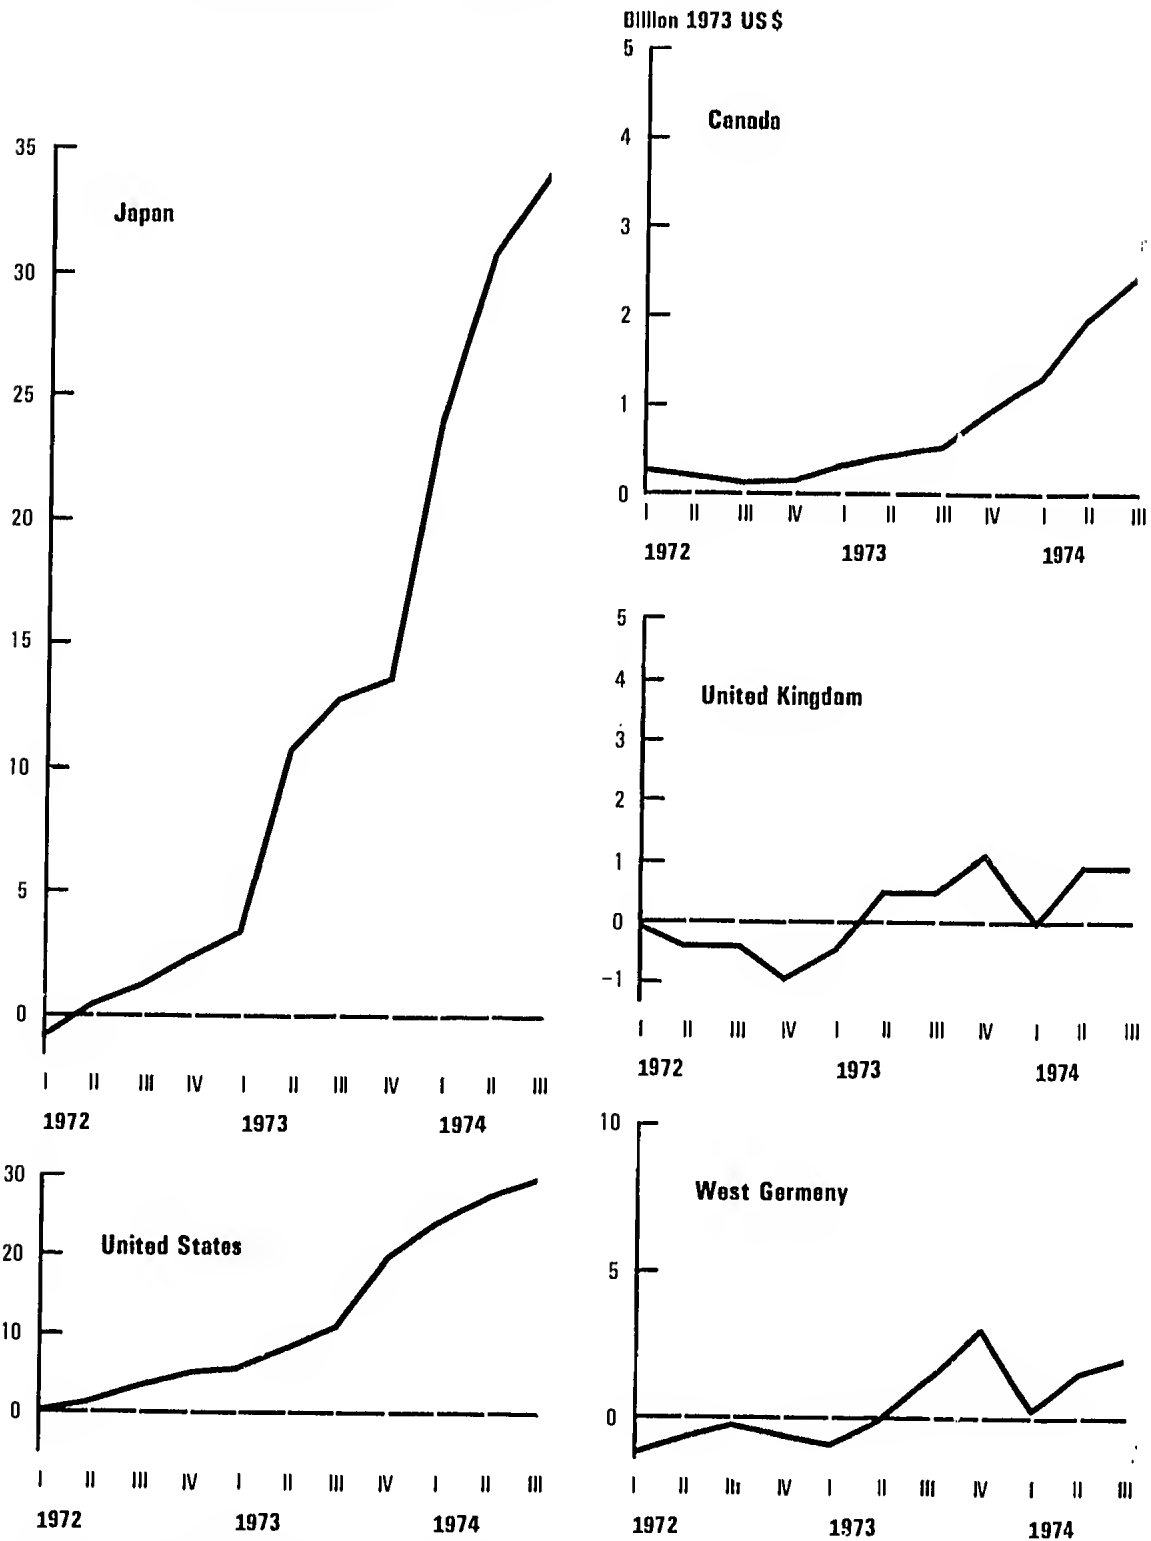 35
Japan
30
25
20
15
10
5
0
I II III IV I II III IV I II III
1972 1973 1974
30
United States
20
10
0
I II III IV I II III IV I II III
1972 1973 1974
Billion 1973 US $
5
Canada
4
3
2
1
0
I II III IV I II III IV I II III
1972 1973 1974
5
4
United Kingdom
3
2
1
0
-1
I II III IV I II III IV I II III
1972 1973 1974
10
West Germany
5
0
I II III IV I II III IV I II III
1972 1973 1974